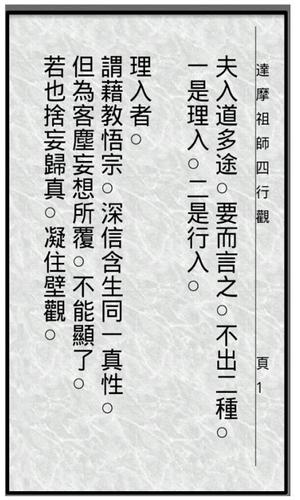 達摩祖師四行觀 頁1
夫入道多途。要而言之。不出二種。
一是理入。二是行入。
理入者。
謂藉教悟宗。深信含生同一真性。
但為客塵妄想所覆。不能顯了。
若也捨妄歸真。凝住壁觀。